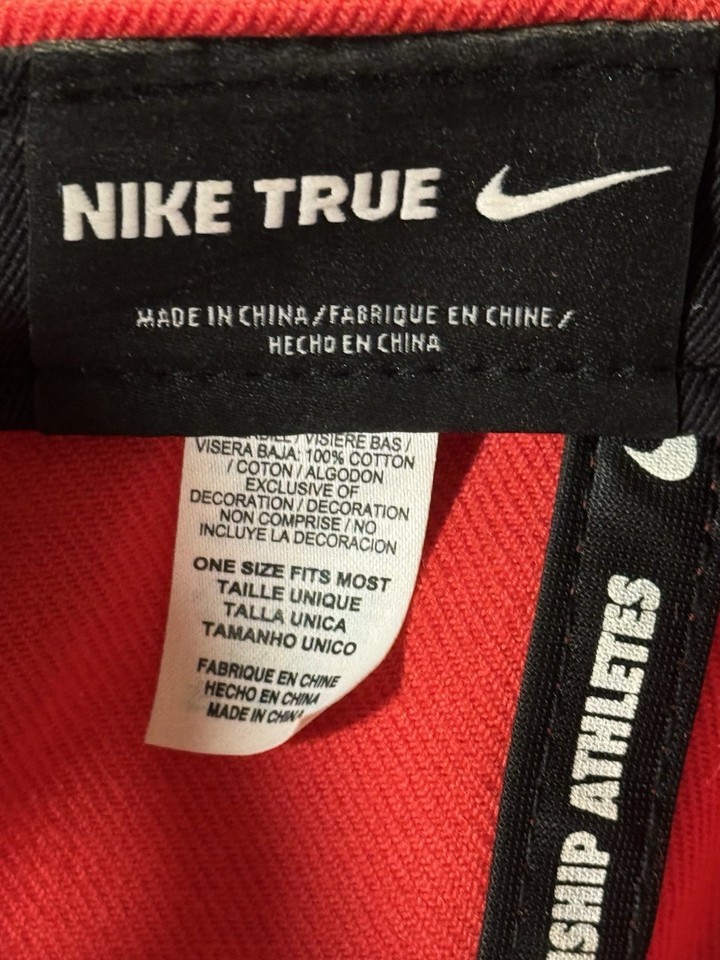 NIKE TRUE
MADE IN CHINA/FABRIQUE EN CHINE/
HECHO EN CHINA
/ VISIERE BAS /
VISERA BAJA: 100% COTTON
/ COTON / ALGODON
EXCLUSIVE OF
DECORATION / DECORATION
NON COMPRISE / NO
INCLUYE LA DECORACION
ONE SIZE FITS MOST
TAILLE UNIQUE
TALLA UNICA
TAMANHO UNICO
FABRIQUE EN CHINE
HECHO EN CHINA
MADE IN CHINA
ATHLETES